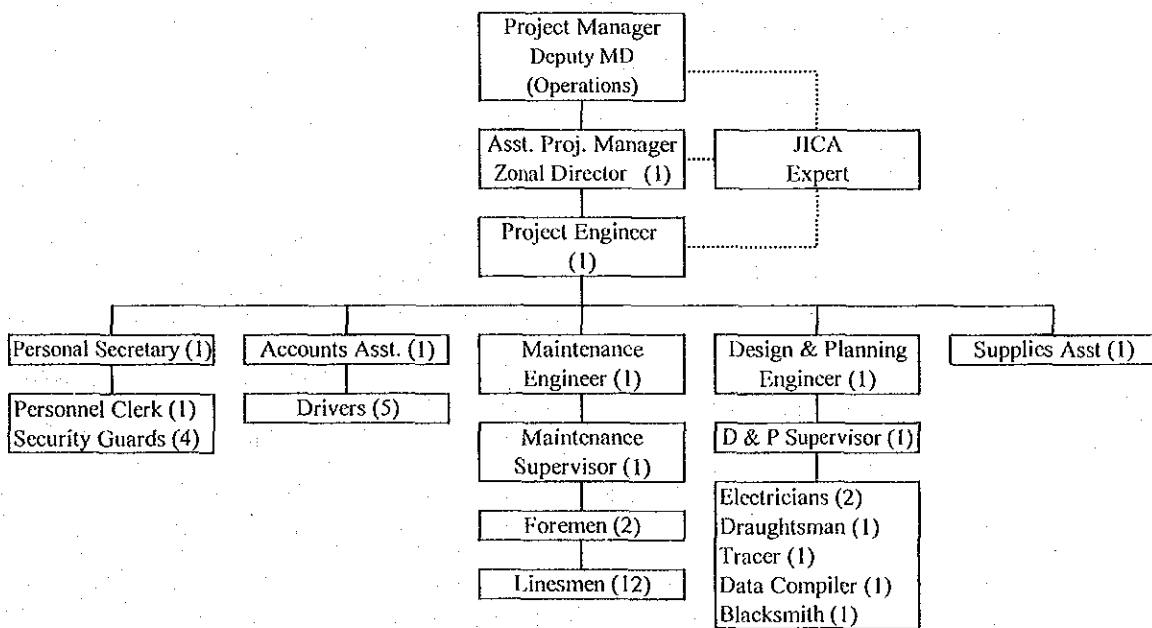 Project Manager
Deputy MD
(Operations)
Asst. Proj. Manager
Zonal Director (1)
JICA
Expert
Project Engineer
(1)
Personal Secretary (1)
Accounts Asst. (1)
Maintenance
Engineer (1)
Design & Planning
Engineer (1)
Supplies Asst (1)
Personnel Clerk (1)
Security Guards (4)
Drivers (5)
Maintenance
Supervisor (1)
D & P Supervisor (1)
Foremen (2)
Linesmen (12)
Electricians (2)
Draughtsman (1)
Tracer (1)
Data Compiler (1)
Blacksmith (1)